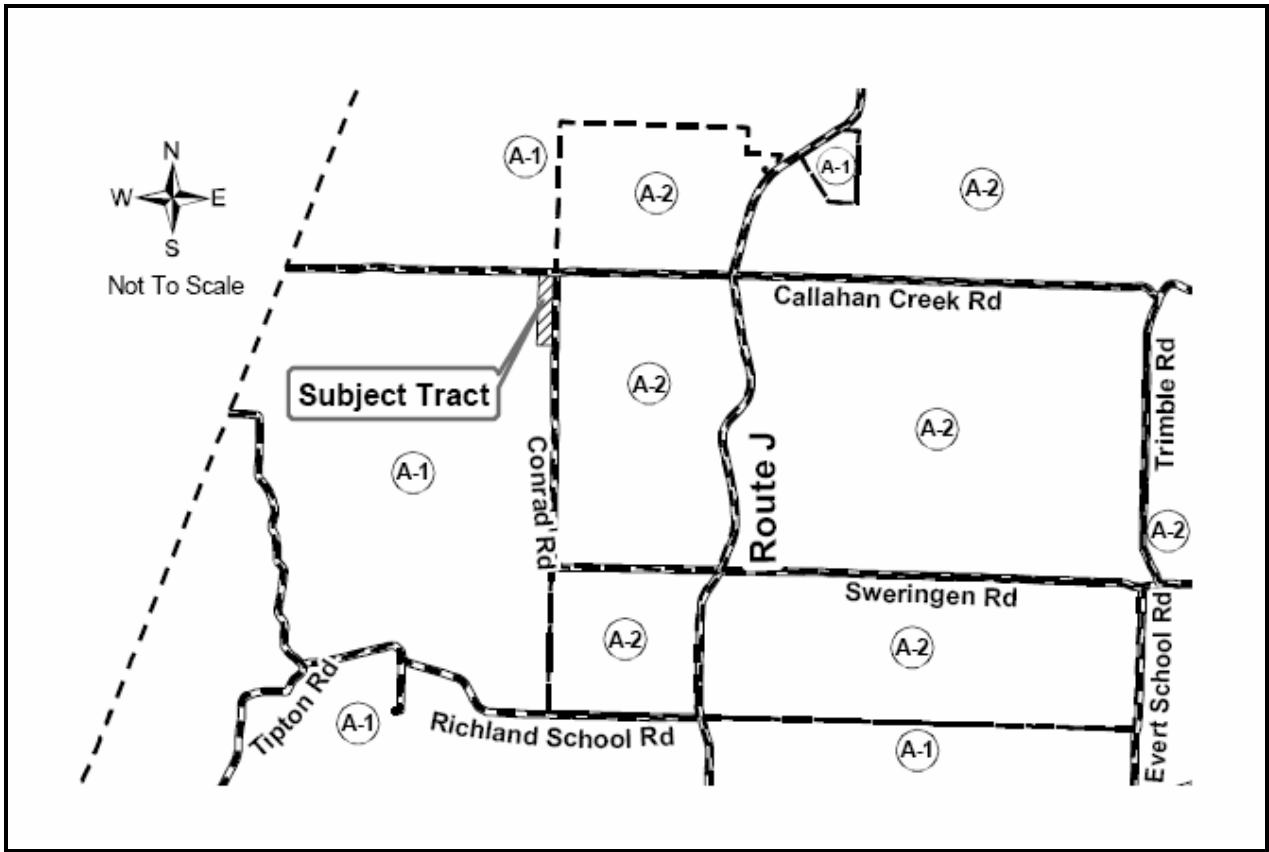 A-1
A-2
A-1
A-2
N
W
E
S
Not To Scale
Callahan Creek Rd
Subject Tract
A-2
A-2
Trimble Rd
A-1
Conrad Rd
Route J
A-2
Sweringen Rd
A-2
A-2
Evert School Rd
Tipton Rd
A-1
Richland School Rd
A-1